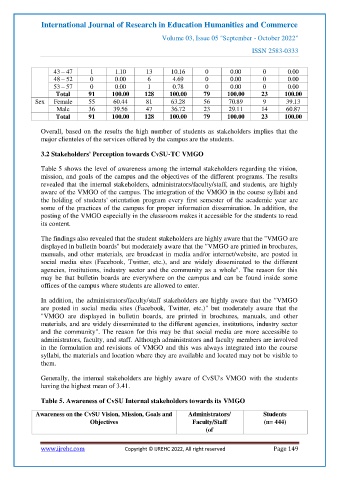 International Journal of Research in Education Humanities and Commerce
Volume 03, Issue 05 "September - October 2022"
ISSN 2583-0333
43 – 47 1 1.10 13 10.16 0 0.00 0 0.00
48 – 52 0 0.00 6 4.69 0 0.00 0 0.00
53 – 57 0 0.00 1 0.78 0 0.00 0 0.00
Total 91 100.00 128 100.00 79 100.00 23 100.00
Sex Female 55 60.44 81 63.28 56 70.89 9 39.13
Male 36 39.56 47 36.72 23 29.11 14 60.87
Total 91 100.00 128 100.00 79 100.00 23 100.00
Overall, based on the results the high number of students as stakeholders implies that the
major clienteles of the services offered by the campus are the students.
3.2 Stakeholders' Perception towards CvSU-TC VMGO
Table 5 shows the level of awareness among the internal stakeholders regarding the vision,
mission, and goals of the campus and the objectives of the different programs. The results
revealed that the internal stakeholders, administrators/faculty/staff, and students, are highly
aware of the VMGO of the campus. The integration of the VMGO in the course syllabi and
the holding of students' orientation program every first semester of the academic year are
some of the practices of the campus for proper information dissemination. In addition, the
posting of the VMGO especially in the classroom makes it accessible for the students to read
its content.
The findings also revealed that the student stakeholders are highly aware that the "VMGO are
displayed in bulletin boards" but moderately aware that the "VMGO are printed in brochures,
manuals, and other materials, are broadcast in media and/or internet/website, are posted in
social media sites (Facebook, Twitter, etc.), and are widely disseminated to the different
agencies, institutions, industry sector and the community as a whole". The reason for this
may be that bulletin boards are everywhere on the campus and can be found inside some
offices of the campus where students are allowed to enter.
In addition, the administrators/faculty/staff stakeholders are highly aware that the "VMGO
are posted in social media sites (Facebook, Twitter, etc.)" but moderately aware that the
"VMGO are displayed in bulletin boards, are printed in brochures, manuals, and other
materials, and are widely disseminated to the different agencies, institutions, industry sector
and the community". The reason for this may be that social media are more accessible to
administrators, faculty, and staff. Although administrators and faculty members are involved
in the formulation and revisions of VMGO and this was always integrated into the course
syllabi, the materials and location where they are available and located may not be visible to
them.
Generally, the internal stakeholders are highly aware of CvSU's VMGO with the students
having the highest mean of 3.41.
Table 5. Awareness of CvSU Internal stakeholders towards its VMGO
Awareness on the CvSU Vision, Mission, Goals and Administrators/ Students
Objectives Faculty/Staff (n= 444)
(of
www.ijrehc.com Copyright © IJREHC 2022, All right reserved Page 149